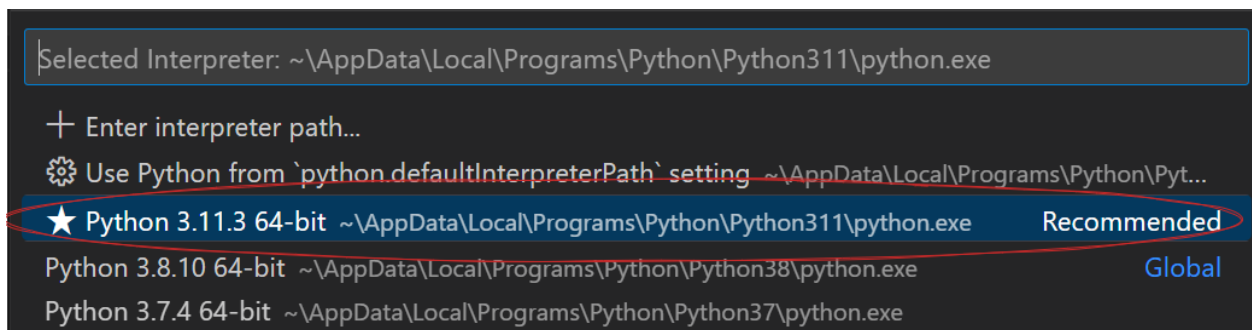 Selected Interpreter: ~\AppData\Local\Programs\Python\Python311\python.exe
Enter interpreter path...
Use Python from `python.defaultInterpreterPath` setting ~\AppData\Local\Programs\Python\Pyt...
Python 3.11.3 64-bit ~\AppData\Local\Programs\Python\Python311\python.exe Recommended
Python 3.8.10 64-bit ~\AppData\Local\Programs\Python\Python38\python.exe Global
Python 3.7.4 64-bit ~\AppData\Local\Programs\Python\Python37\python.exe